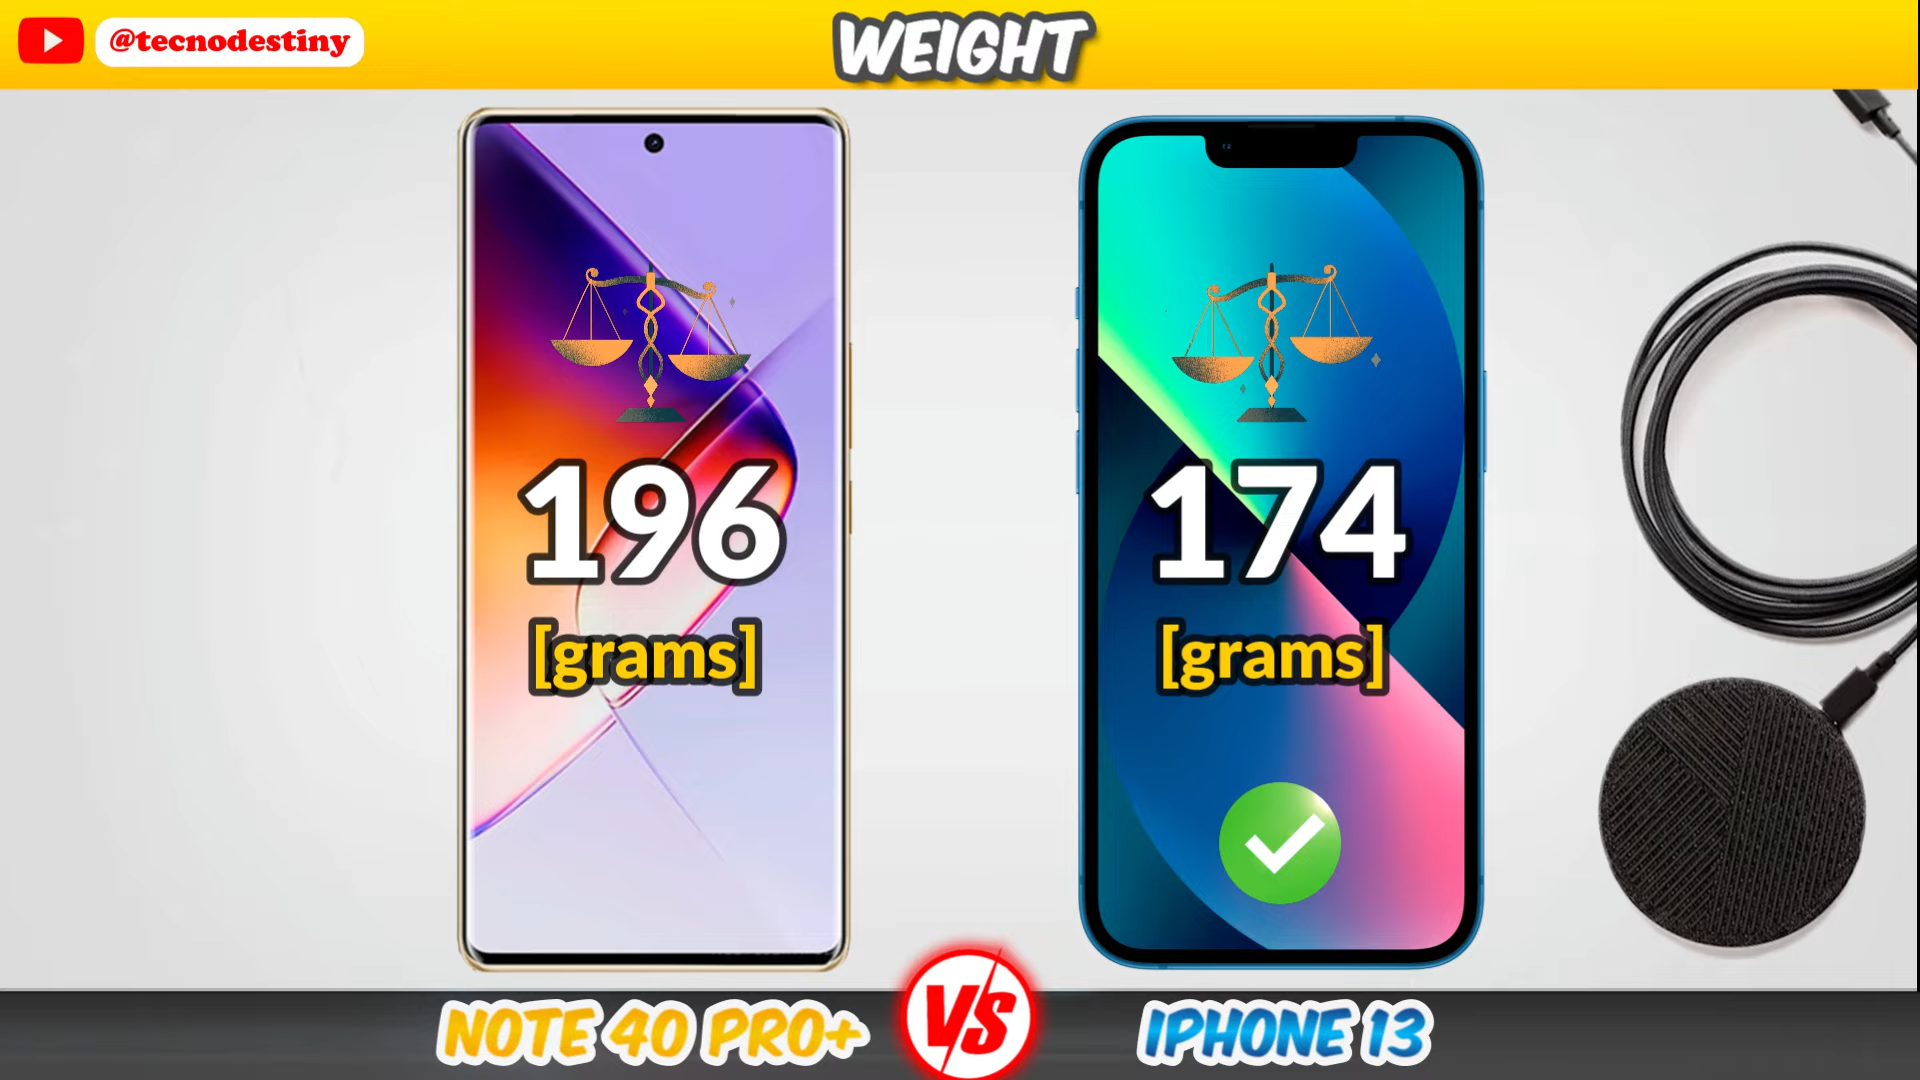 @tecnodestiny
WEIGHT
196
[grams]
174
[grams]
NOTE 40 PRO+
VS
IPHONE 13